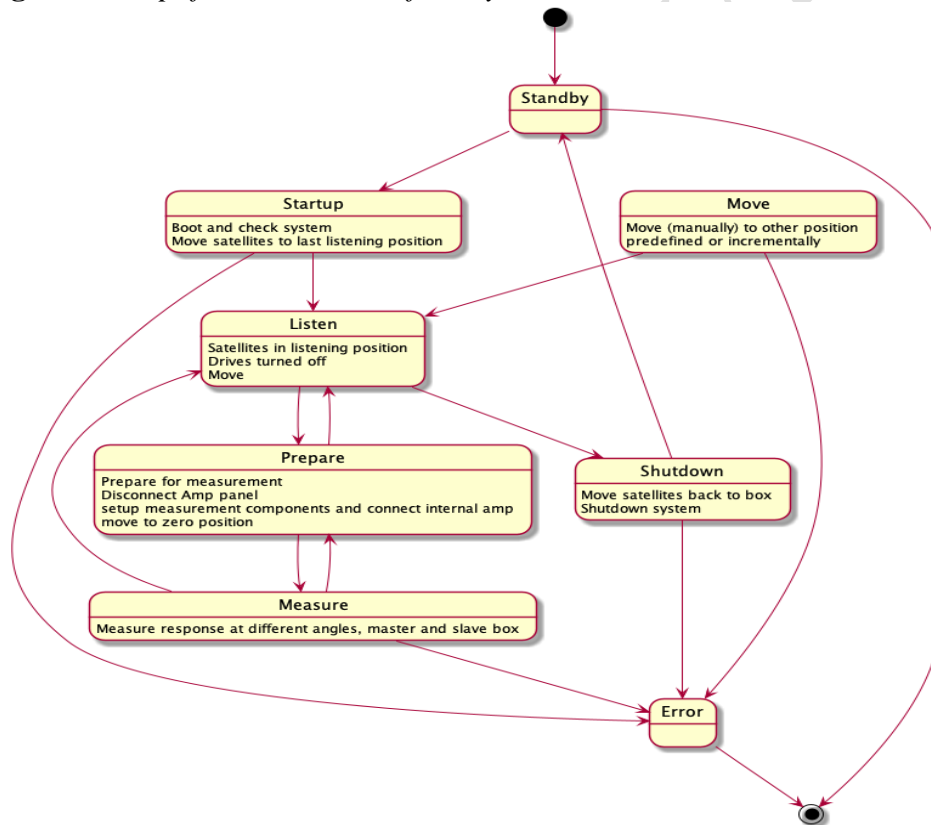 Standby
Startup
Boot and check system
Move satellites to last listening position
Move
Move (manually) to other position
predefined or incrementally
Listen
Satellites in listening position
Drives turned off
Move
Prepare
Prepare for measurement
Disconnect Amp panel
setup measurement components and connect internal amp
move to zero position
Shutdown
Move satellites back to box
Shutdown system
Measure
Measure response at different angles, master and slave box
Error